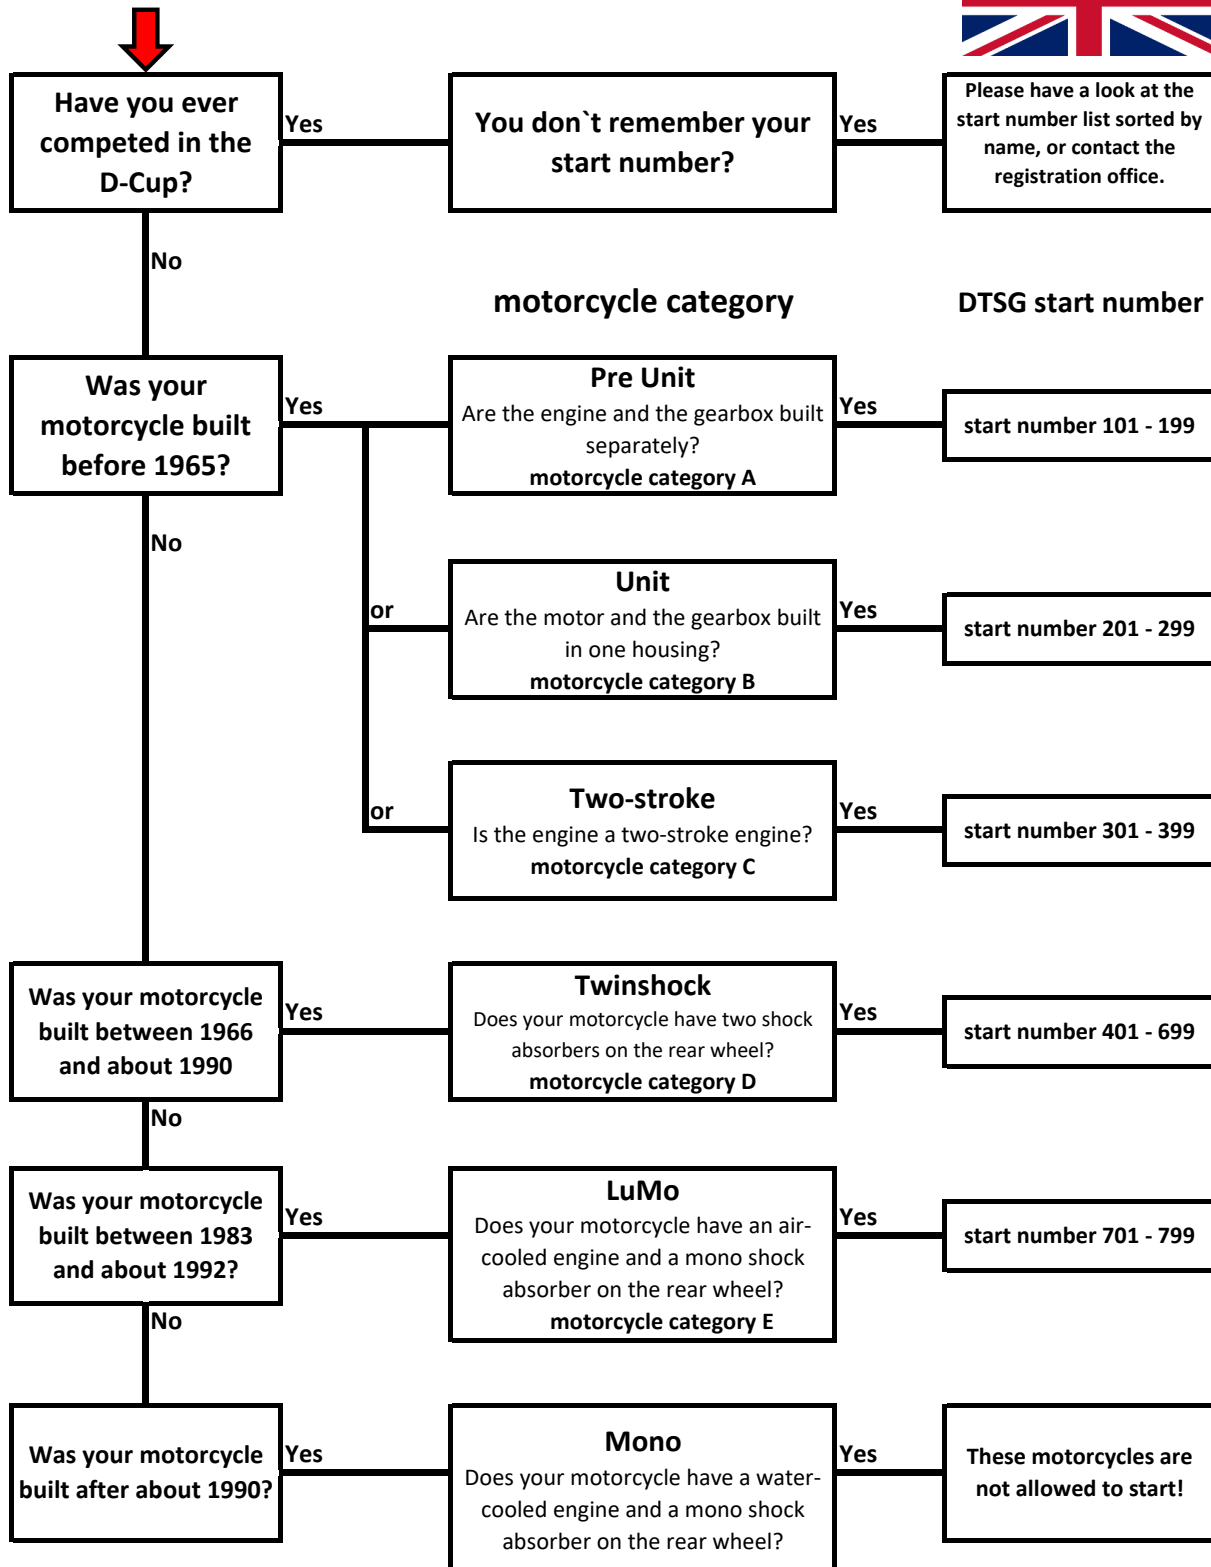 Have you ever
competed in the
D-Cup?
Yes
You don`t remember your
start number?
Yes
Please have a look at the
start number list sorted by
name, or contact the
registration office.
No
motorcycle category
DTSG start number
Was your
motorcycle built
before 1965?
Yes
Pre Unit
Are the engine and the gearbox built
separately?
motorcycle category A
Yes
start number 101 - 199
No
or
Unit
Are the motor and the gearbox built
in one housing?
motorcycle category B
Yes
start number 201 - 299
or
Two-stroke
Is the engine a two-stroke engine?
motorcycle category C
Yes
start number 301 - 399
Was your motorcycle
built between 1966
and about 1990
Yes
Twinshock
Does your motorcycle have two shock
absorbers on the rear wheel?
motorcycle category D
Yes
start number 401 - 699
No
Was your motorcycle
built between 1983
and about 1992?
Yes
LuMo
Does your motorcycle have an air-
cooled engine and a mono shock
absorber on the rear wheel?
motorcycle category E
Yes
start number 701 - 799
No
Was your motorcycle
built after about 1990?
Yes
Mono
Does your motorcycle have a water-
cooled engine and a mono shock
absorber on the rear wheel?
Yes
These motorcycles are
not allowed to start!